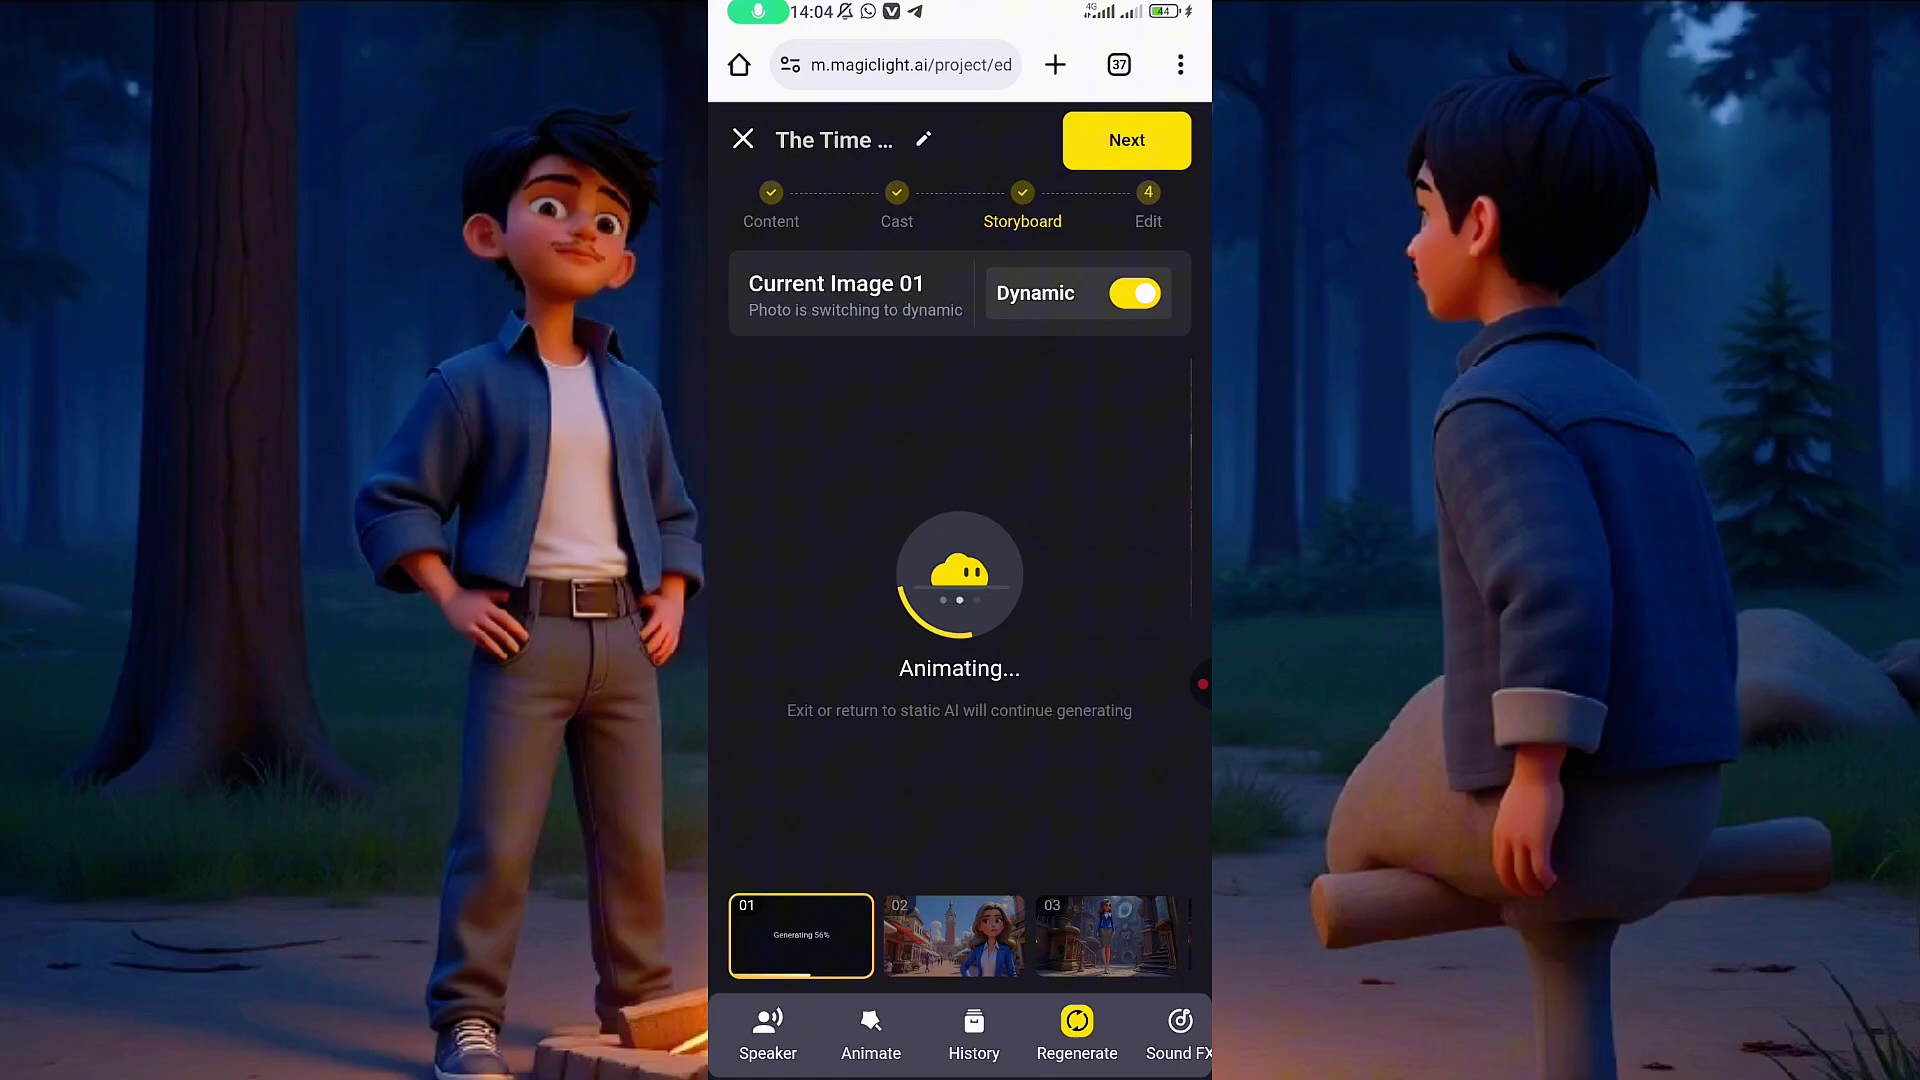 14:04
4G
44
m.magiclight.ai/project/ed
37
The Time ...
Next
4
Content
Cast
Storyboard
Edit
Current Image 01
Photo is switching to dynamic
Dynamic
Animating...
Exit or return to static AI will continue generating
01
Generating 56%
02
03
Speaker
Animate
History
Regenerate
Sound FX